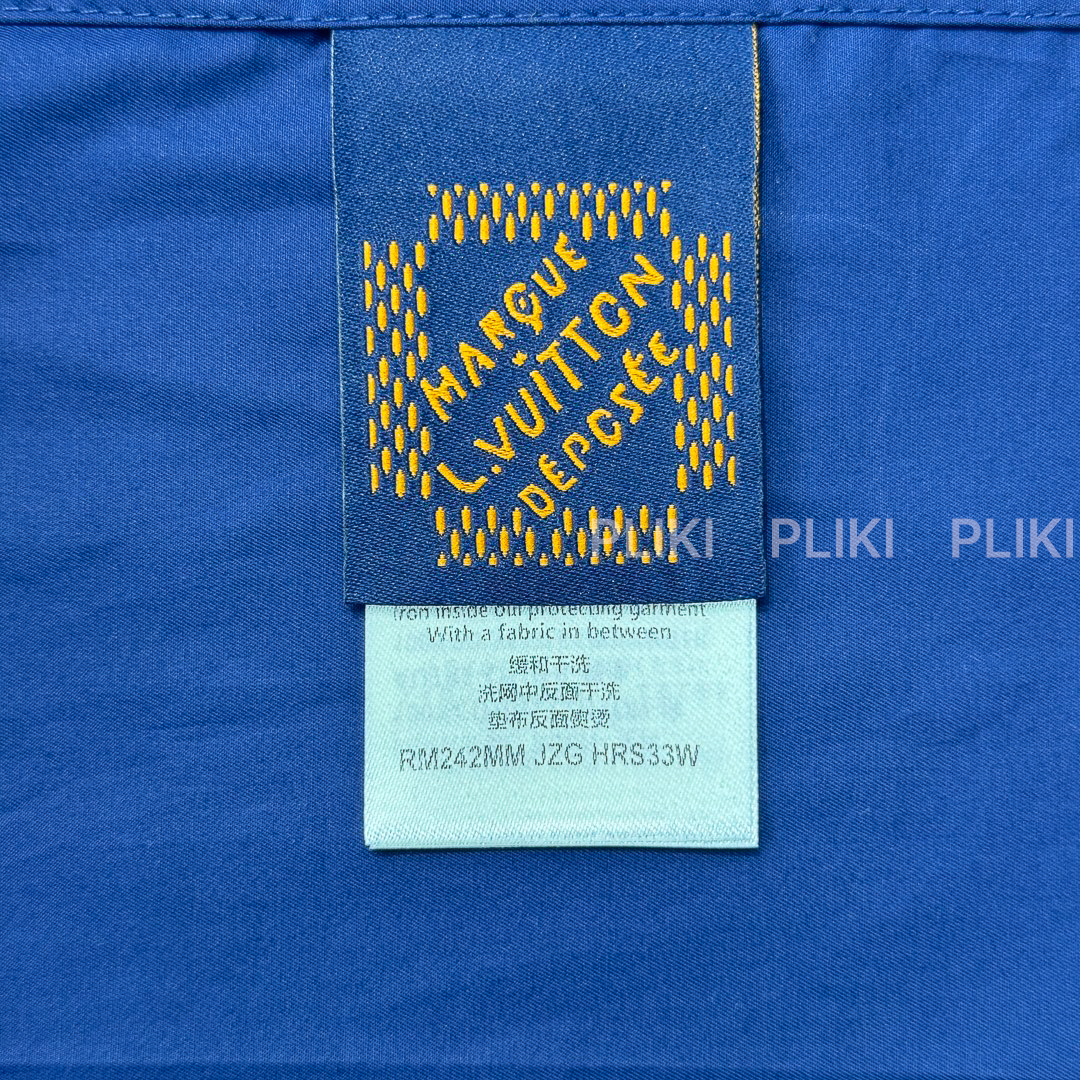 MARQUE
L.VUITTON
DÉPOSÉE
PLIKI PLIKI PLIKI
Iron inside out protecting garment
With a fabric in between
缓和干洗
洗网中反面干洗
垫布反面熨烫
RM242MM JZG HRS33W